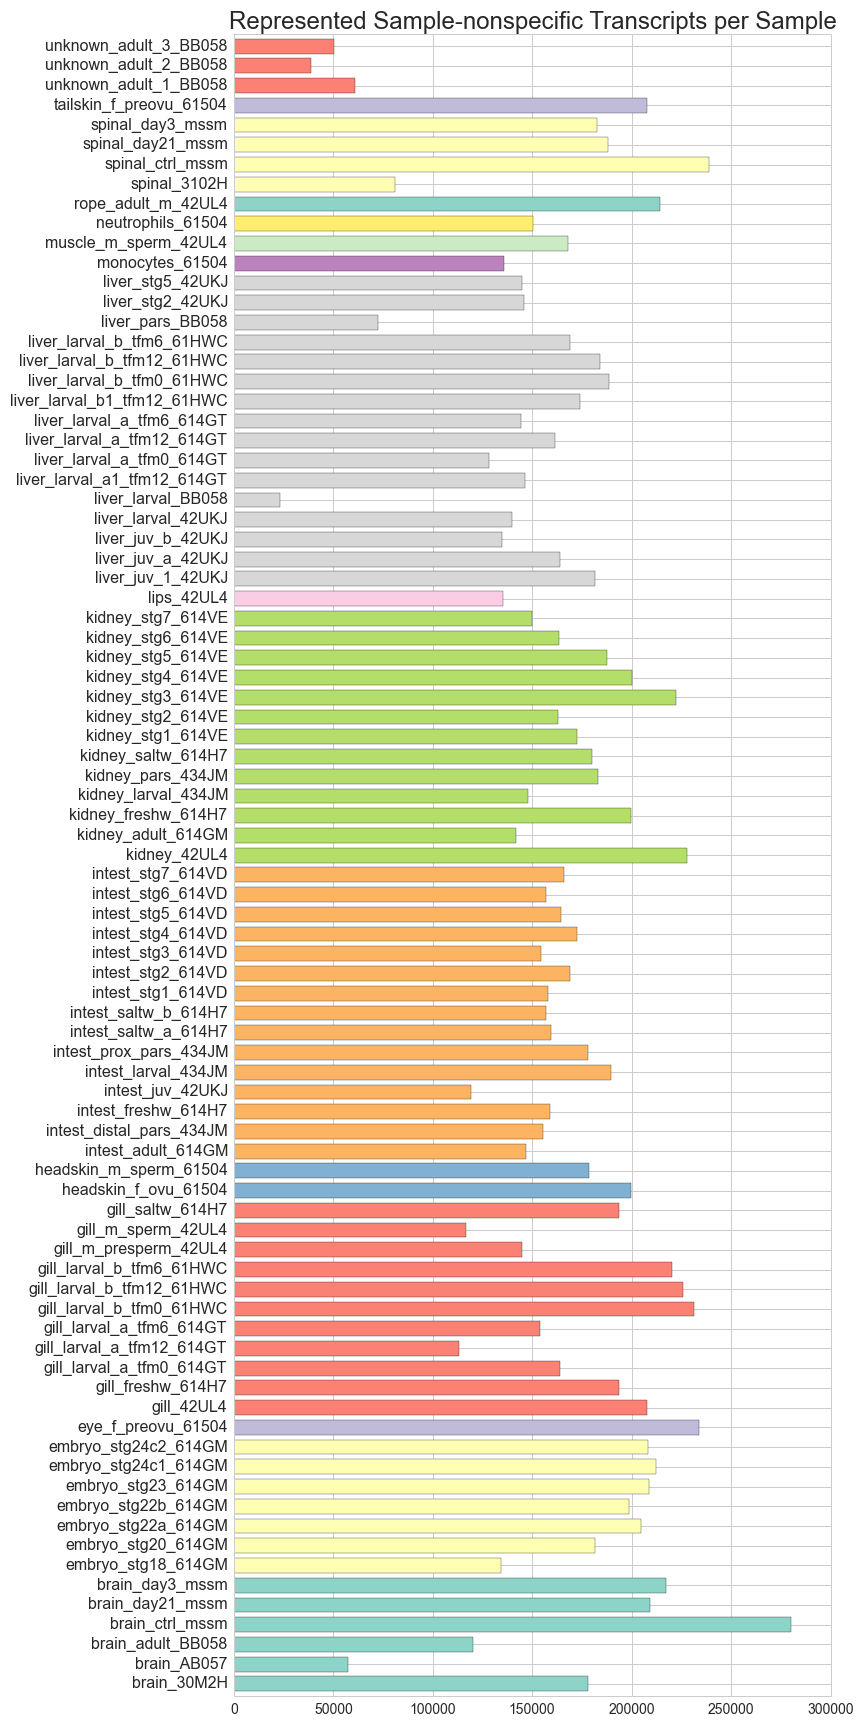 Represented Sample-nonspecific Transcripts per Sample
unknown_adult_3_BB058
unknown_adult_2_BB058
unknown_adult_1_BB058
tailskin_f_preovu_61504
spinal_day3_mssm
spinal_day21_mssm
spinal_ctrl_mssm
spinal_3102H
rope_adult_m_42UL4
neutrophils_61504
muscle_m_sperm_42UL4
monocytes_61504
liver_stg5_42UKJ
liver_stg2_42UKJ
liver_pars_BB058
liver_larval_b_tfm6_61HWC
liver_larval_b_tfm12_61HWC
liver_larval_b_tfm0_61HWC
liver_larval_b1_tfm12_61HWC
liver_larval_a_tfm6_614GT
liver_larval_a_tfm12_614GT
liver_larval_a_tfm0_614GT
liver_larval_a1_tfm12_614GT
liver_larval_BB058
liver_larval_42UKJ
liver_juv_b_42UKJ
liver_juv_a_42UKJ
liver_juv_1_42UKJ
lips_42UL4
kidney_stg7_614VE
kidney_stg6_614VE
kidney_stg5_614VE
kidney_stg4_614VE
kidney_stg3_614VE
kidney_stg2_614VE
kidney_stg1_614VE
kidney_saltw_614H7
kidney_pars_434JM
kidney_larval_434JM
kidney_freshw_614H7
kidney_adult_614GM
kidney_42UL4
intest_stg7_614VD
intest_stg6_614VD
intest_stg5_614VD
intest_stg4_614VD
intest_stg3_614VD
intest_stg2_614VD
intest_stg1_614VD
intest_saltw_b_614H7
intest_saltw_a_614H7
intest_prox_pars_434JM
intest_larval_434JM
intest_juv_42UKJ
intest_freshw_614H7
intest_distal_pars_434JM
intest_adult_614GM
headskin_m_sperm_61504
headskin_f_ovu_61504
gill_saltw_614H7
gill_m_sperm_42UL4
gill_m_presperm_42UL4
gill_larval_b_tfm6_61HWC
gill_larval_b_tfm12_61HWC
gill_larval_b_tfm0_61HWC
gill_larval_a_tfm6_614GT
gill_larval_a_tfm12_614GT
gill_larval_a_tfm0_614GT
gill_freshw_614H7
gill_42UL4
eye_f_preovu_61504
embryo_stg24c2_614GM
embryo_stg24c1_614GM
embryo_stg23_614GM
embryo_stg22b_614GM
embryo_stg22a_614GM
embryo_stg20_614GM
embryo_stg18_614GM
brain_day3_mssm
brain_day21_mssm
brain_ctrl_mssm
brain_adult_BB058
brain_AB057
brain_30M2H
0 50000 100000 150000 200000 250000 300000